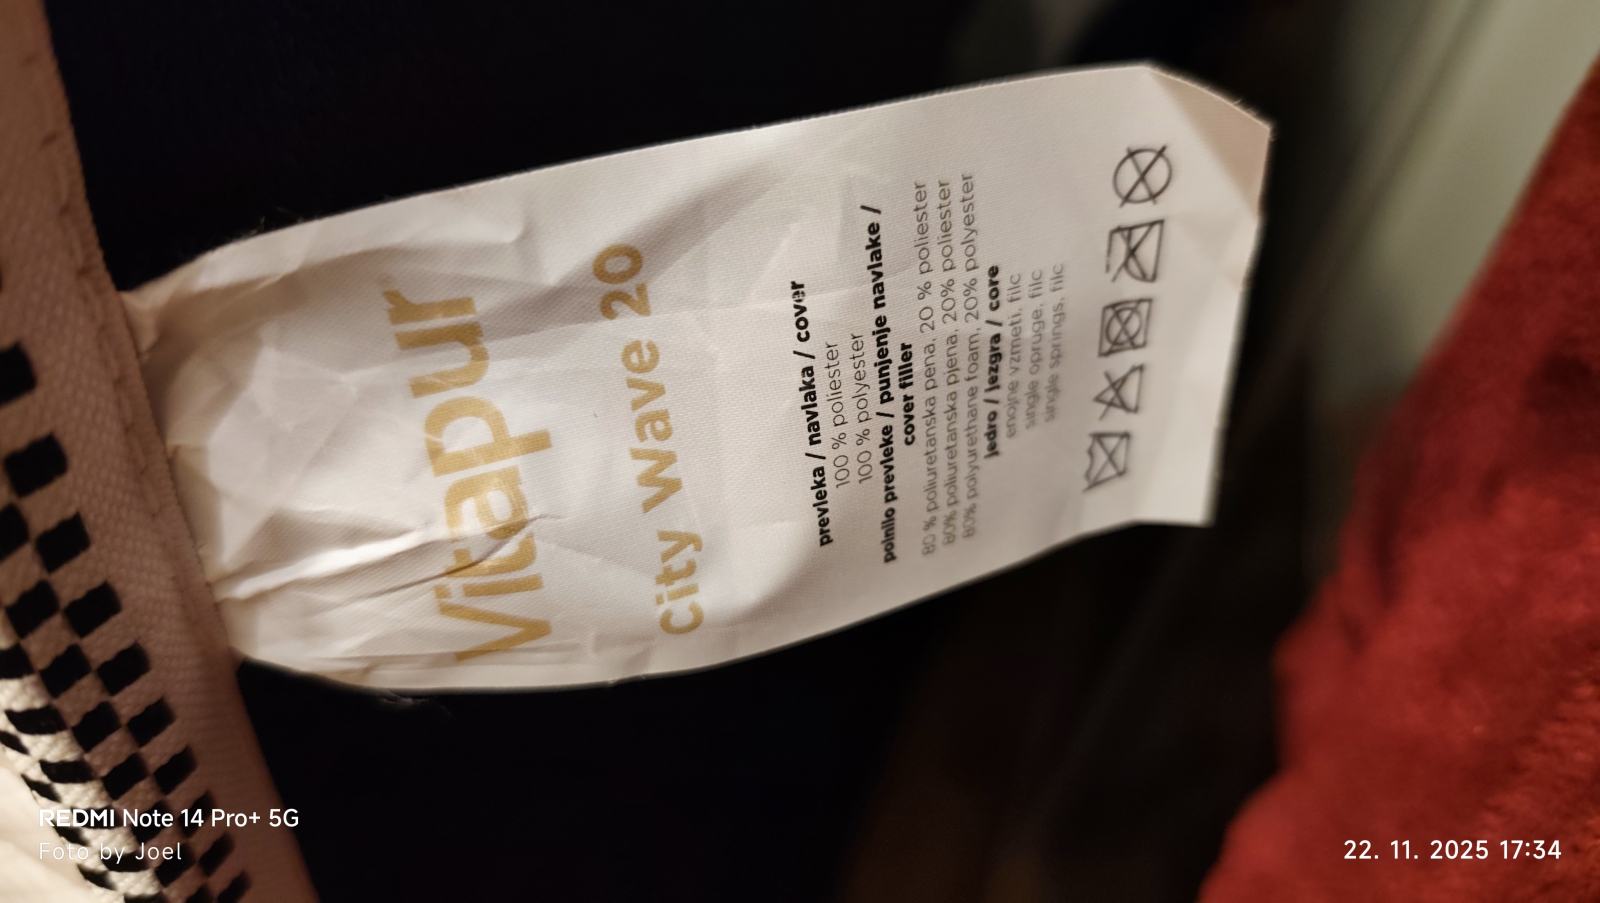 Vitapur
City Wave 20
prevleka / navlaka / cover
100 % poliester
100 % polyester
polnilo prevleke / punjenje navlake /
cover filler
80 % poliuretanska pena, 20 % poliester
80% poliuretanska pjena, 20% poliester
80% polyurethane foam, 20% polyester
jedro / jezgra / core
enojne vzmeti, filc
single opruge, filc
single springs, filc
REDMI Note 14 Pro+ 5G
Foto by Joel
22. 11. 2025 17:34